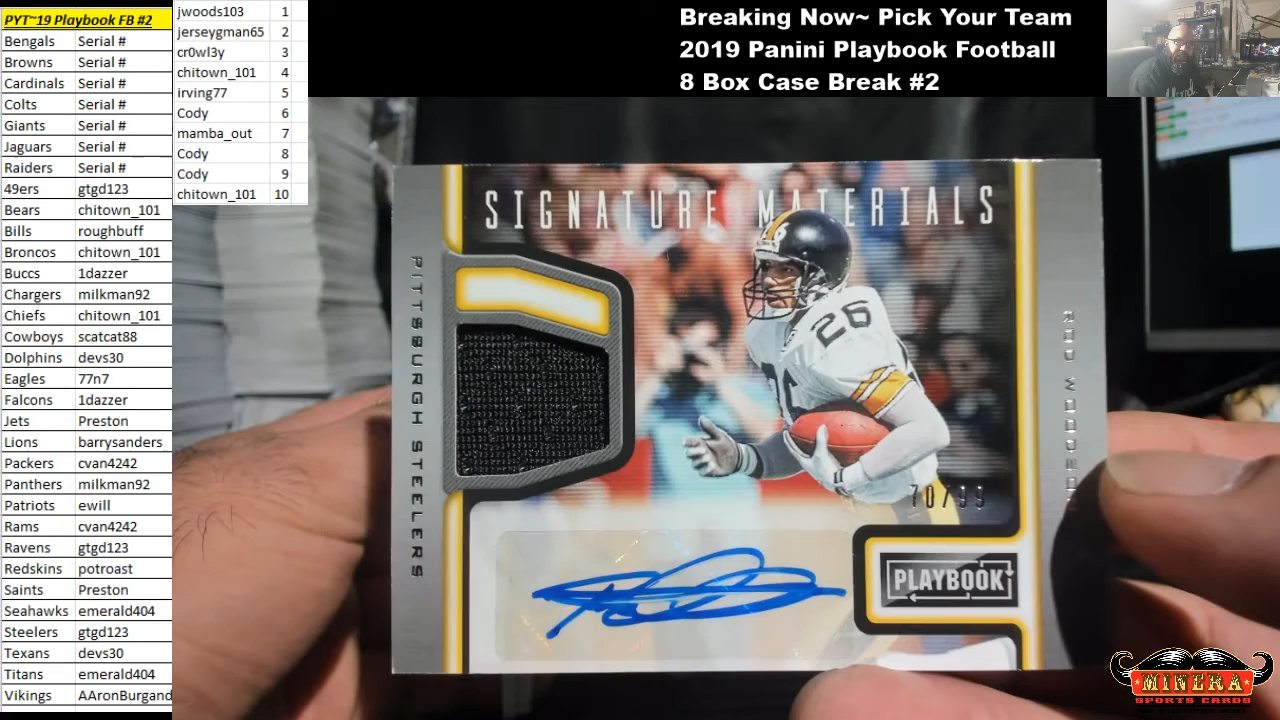 PYT~19 Playbook FB #2
Bengals Serial #
Browns Serial #
Cardinals Serial #
Colts Serial #
Giants Serial #
Jaguars Serial #
Raiders Serial #
49ers gtgd123
Bears chitown_101
Bills roughbuff
Broncos chitown_101
Buccs 1dazzer
Chargers milkman92
Chiefs chitown_101
Cowboys scatcat88
Dolphins devs30
Eagles 77n7
Falcons 1dazzer
Jets Preston
Lions barrysanders
Packers cvan4242
Panthers milkman92
Patriots ewill
Rams cvan4242
Ravens gtgd123
Redskins potroast
Saints Preston
Seahawks emerald404
Steelers gtgd123
Texans devs30
Titans emerald404
Vikings AAronBurgand
jwoods103 1
jerseygman65 2
cr0wl3y 3
chitown_101 4
irving77 5
Cody 6
mamba_out 7
Cody 8
Cody 9
chitown_101 10
Breaking Now~ Pick Your Team
2019 Panini Playbook Football
8 Box Case Break #2
SIGNATURE MATERIALS
PITTSBURGH STEELERS
ROD WOODSON
26
70/99
PLAYBOOK
MINERA
SPORTS CARDS